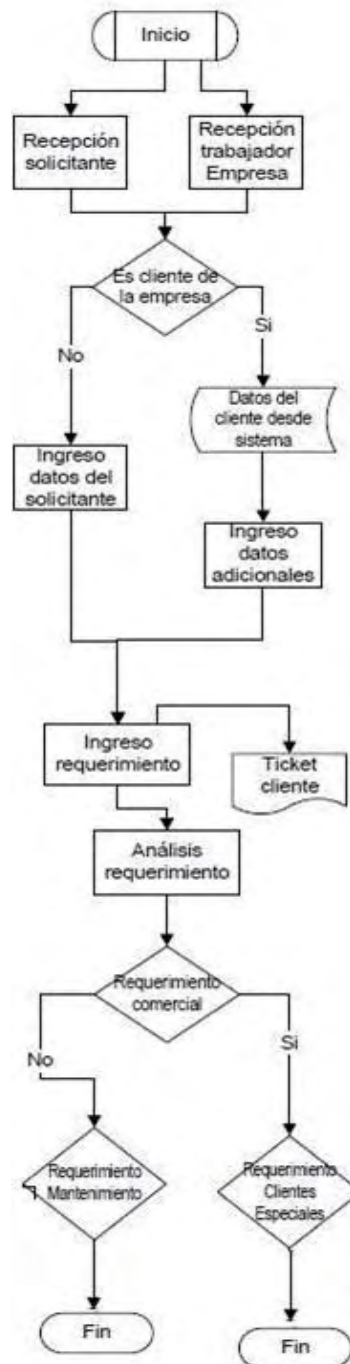 Inicio
Recepción
solicitante
Recepción
trabajador
Empresa
Es cliente de
la empresa
No
Si
Datos del
cliente desde
sistema
Ingreso
datos del
solicitante
Ingreso
datos
adicionales
Ingreso
requerimiento
Ticket
cliente
Análisis
requerimiento
Requerimiento
comercial
No
Si
Requerimiento
Mantenimiento
Requerimiento
Clientes
Especiales
Fin
Fin